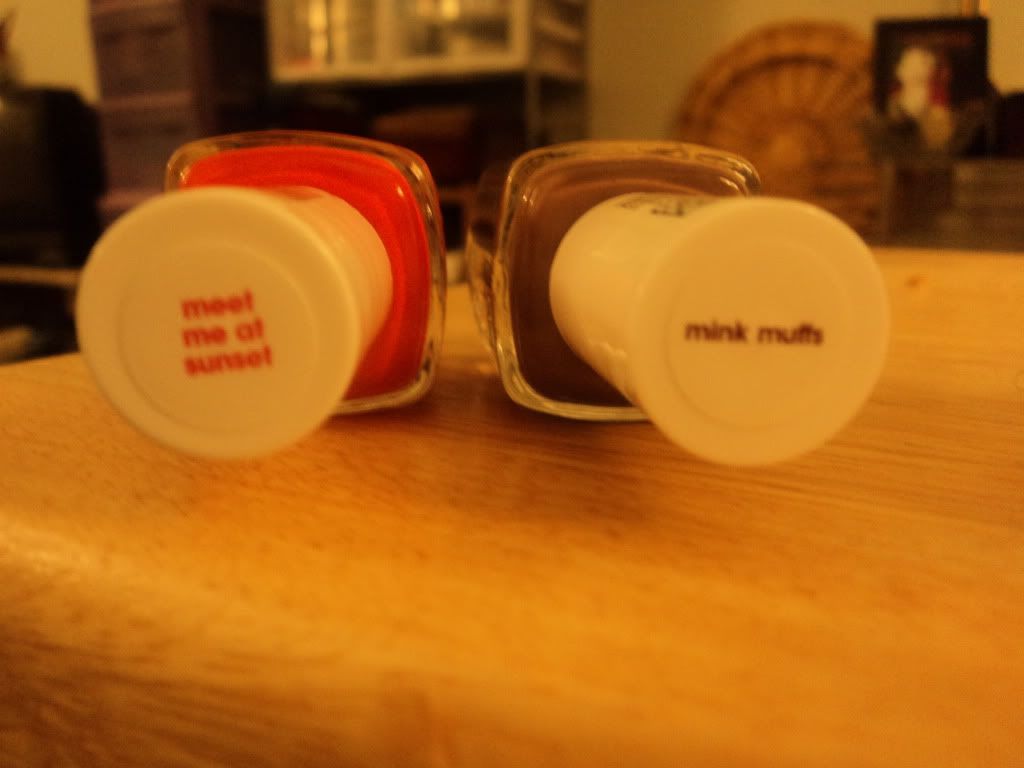 meet
me at
sunset
mink muffs